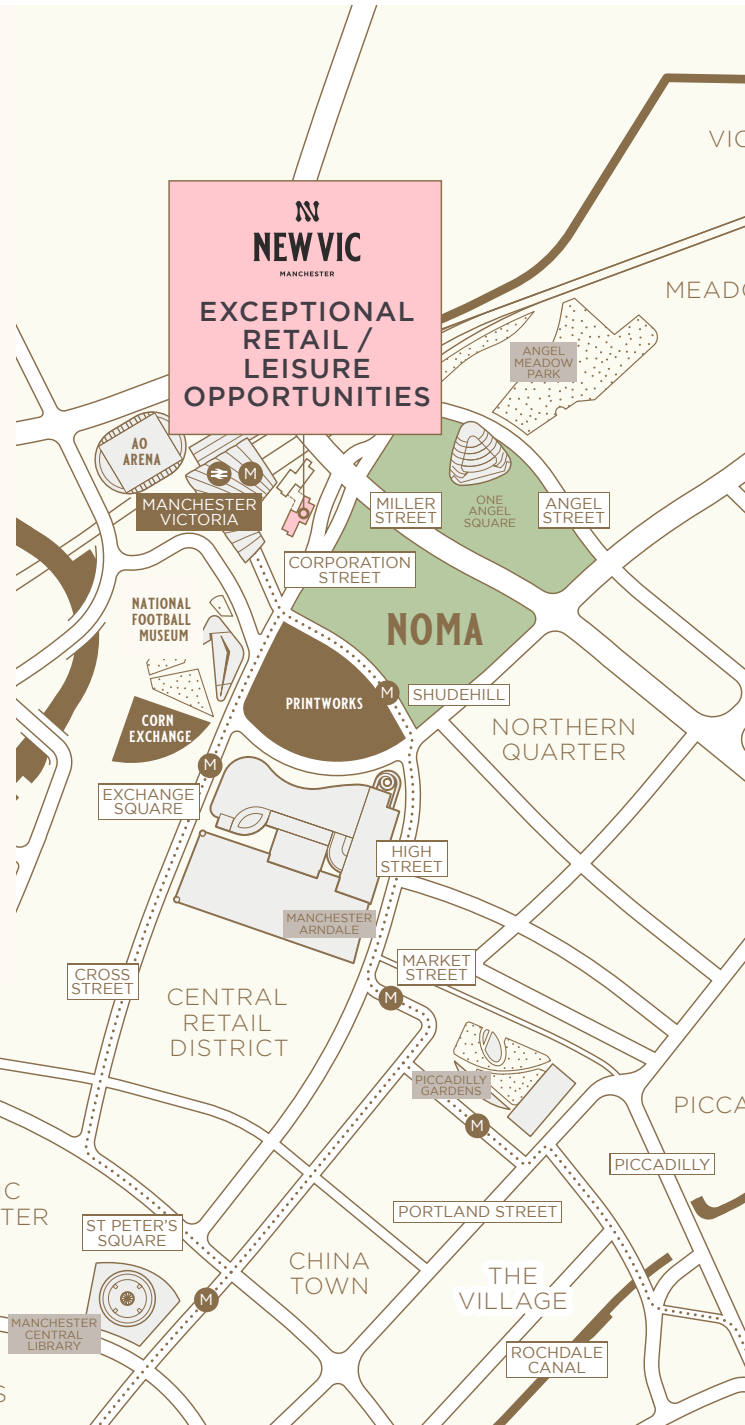 VIC
MEADO
NEW VIC
MANCHESTER
EXCEPTIONAL
RETAIL /
LEISURE
OPPORTUNITIES
ANGEL
MEADOW
PARK
AO
ARENA
M
MANCHESTER
VICTORIA
MILLER
STREET
ONE
ANGEL
SQUARE
ANGEL
STREET
CORPORATION
STREET
NATIONAL
FOOTBALL
MUSEUM
NOMA
PRINTWORKS
M
SHUDEHILL
CORN
EXCHANGE
NORTHERN
QUARTER
M
EXCHANGE
SQUARE
HIGH
STREET
MANCHESTER
ARNDALE
MARKET
STREET
CROSS
STREET
M
CENTRAL
RETAIL
DISTRICT
PICCADILLY
GARDENS
M
PICCA
PICCADILLY
IC
TER
PORTLAND STREET
ST PETER'S
SQUARE
CHINA
TOWN
THE
VILLAGE
M
MANCHESTER
CENTRAL
LIBRARY
ROCHDALE
CANAL
S